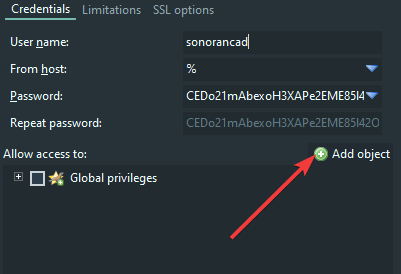 Credentials Limitations SSL options
User name: sonorancad
From host: %
Password: CEDo21mAbexoH3XAPe2EME85I4
Repeat password: CEDo21mAbexoH3XAPe2EME85I42O
Allow access to: Add object
Global privileges